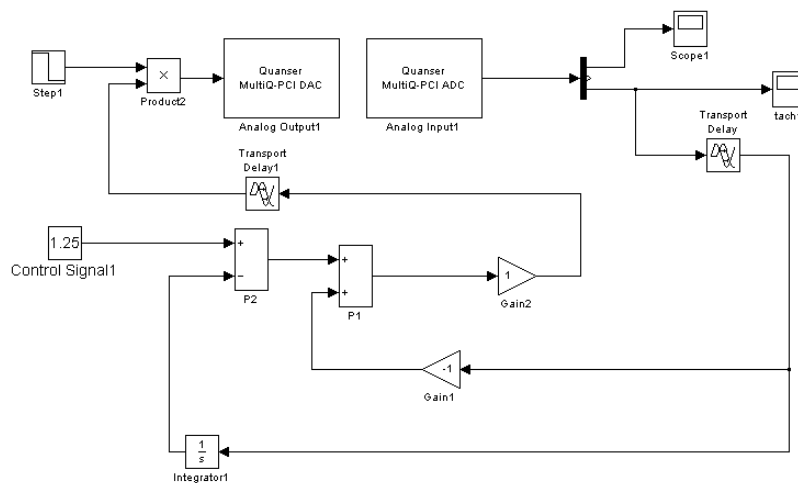 Step1
×
Product2
Quanser
MultiQ-PCI DAC
Analog Output1
Quanser
MultiQ-PCI ADC
Analog Input1
Scope1
tach1
Transport
Delay
Transport
Delay1
1.25
Control Signal1
+
−
P2
+
+
P1
1
Gain2
-1
Gain1
1
s
Integrator1